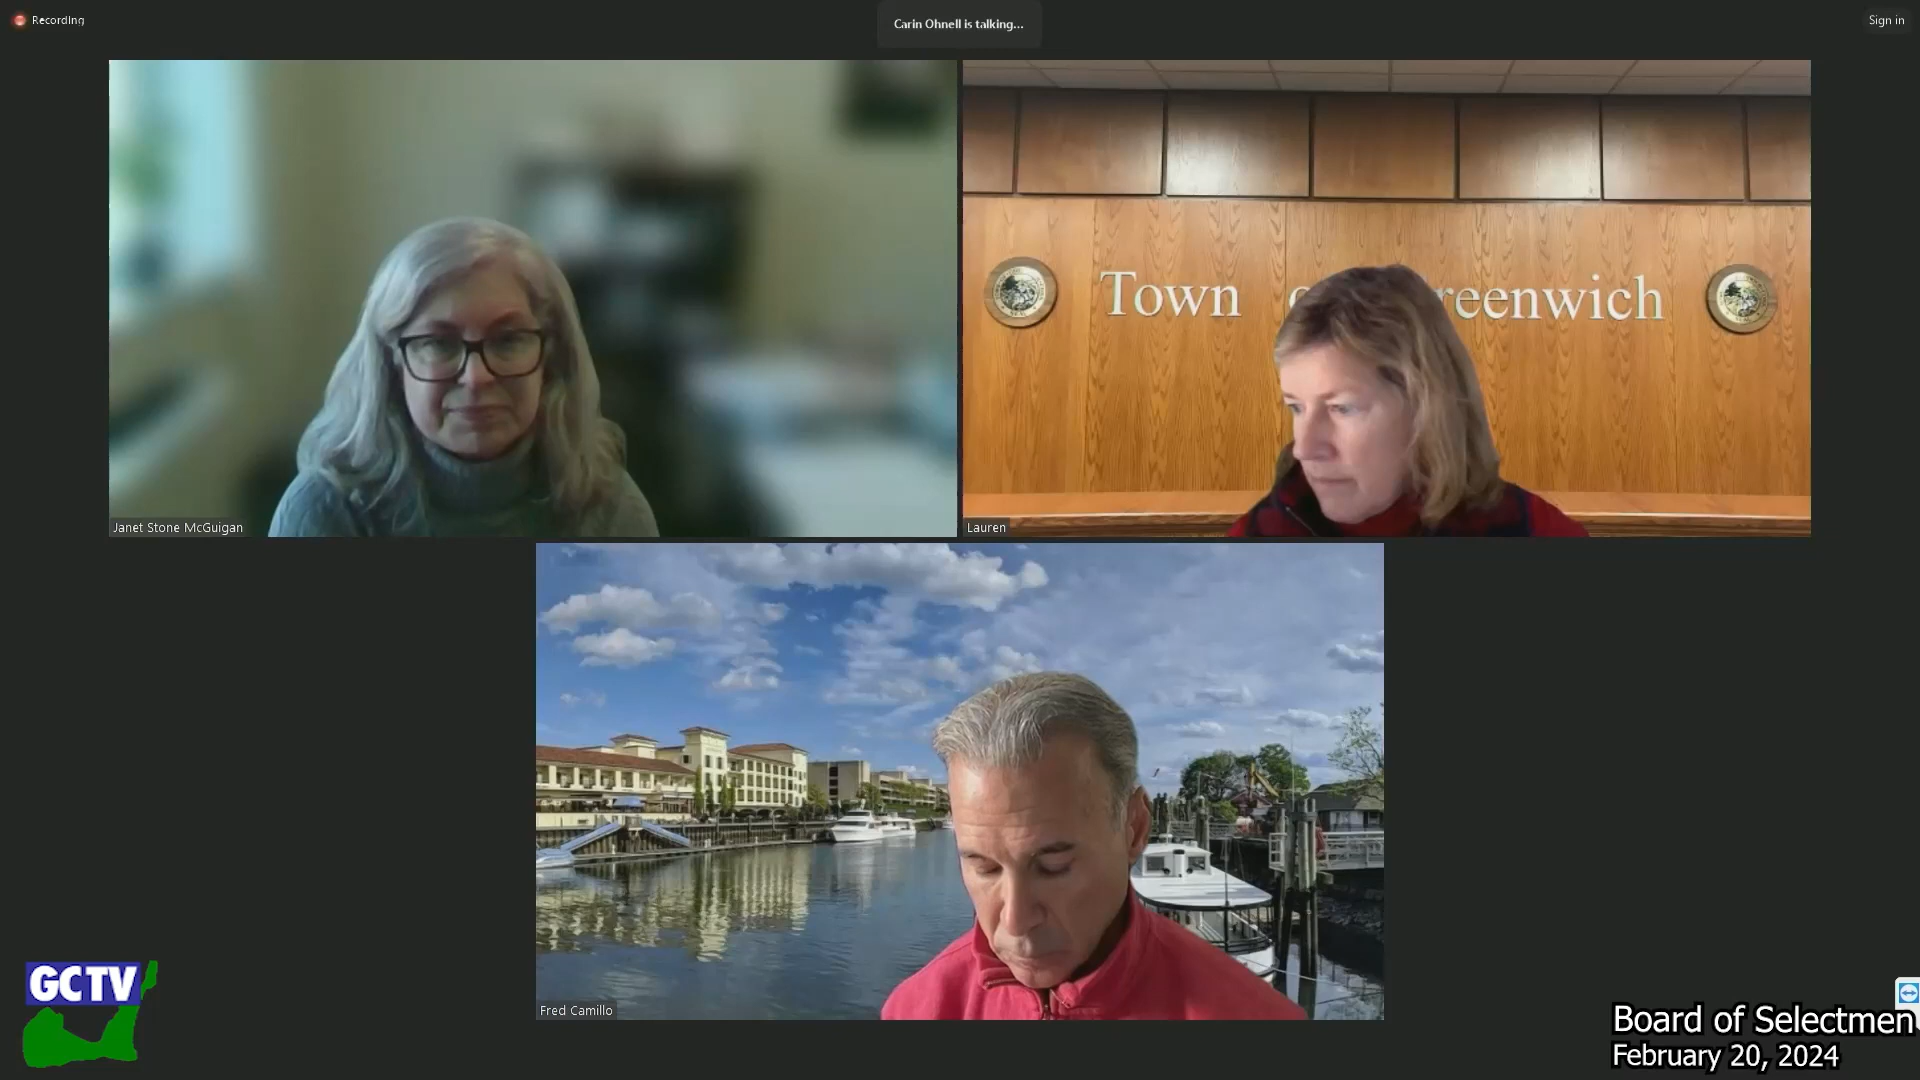 Recording
Carin Ohnell is talking...
Sign in
Town reenwich
Janet Stone McGuigan
Lauren
Fred Camillo
GCTV
Board of Selectmen
February 20, 2024